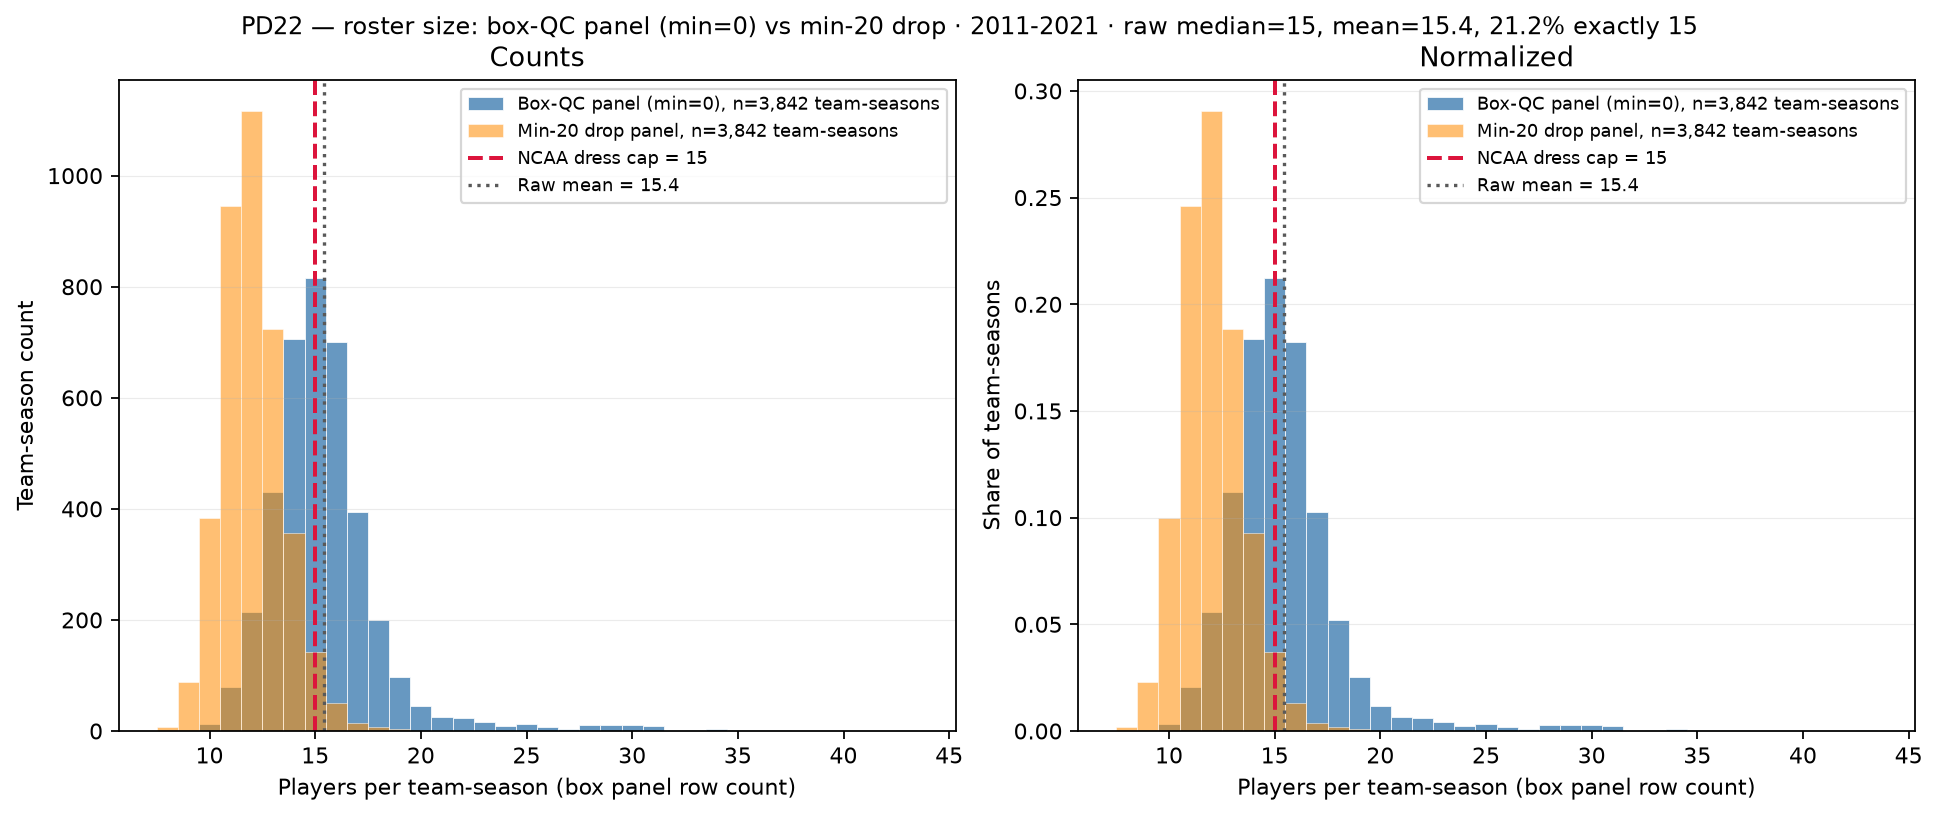 PD22 — roster size: box-QC panel (min=0) vs min-20 drop · 2011-2021 · raw median=15, mean=15.4, 21.2% exactly 15
Counts
Team-season count
1000
800
600
400
200
0
10 15 20 25 30 35 40 45
Players per team-season (box panel row count)
Box-QC panel (min=0), n=3,842 team-seasons
Min-20 drop panel, n=3,842 team-seasons
NCAA dress cap = 15
Raw mean = 15.4
Normalized
Share of team-seasons
0.30
0.25
0.20
0.15
0.10
0.05
0.00
10 15 20 25 30 35 40 45
Players per team-season (box panel row count)
Box-QC panel (min=0), n=3,842 team-seasons
Min-20 drop panel, n=3,842 team-seasons
NCAA dress cap = 15
Raw mean = 15.4